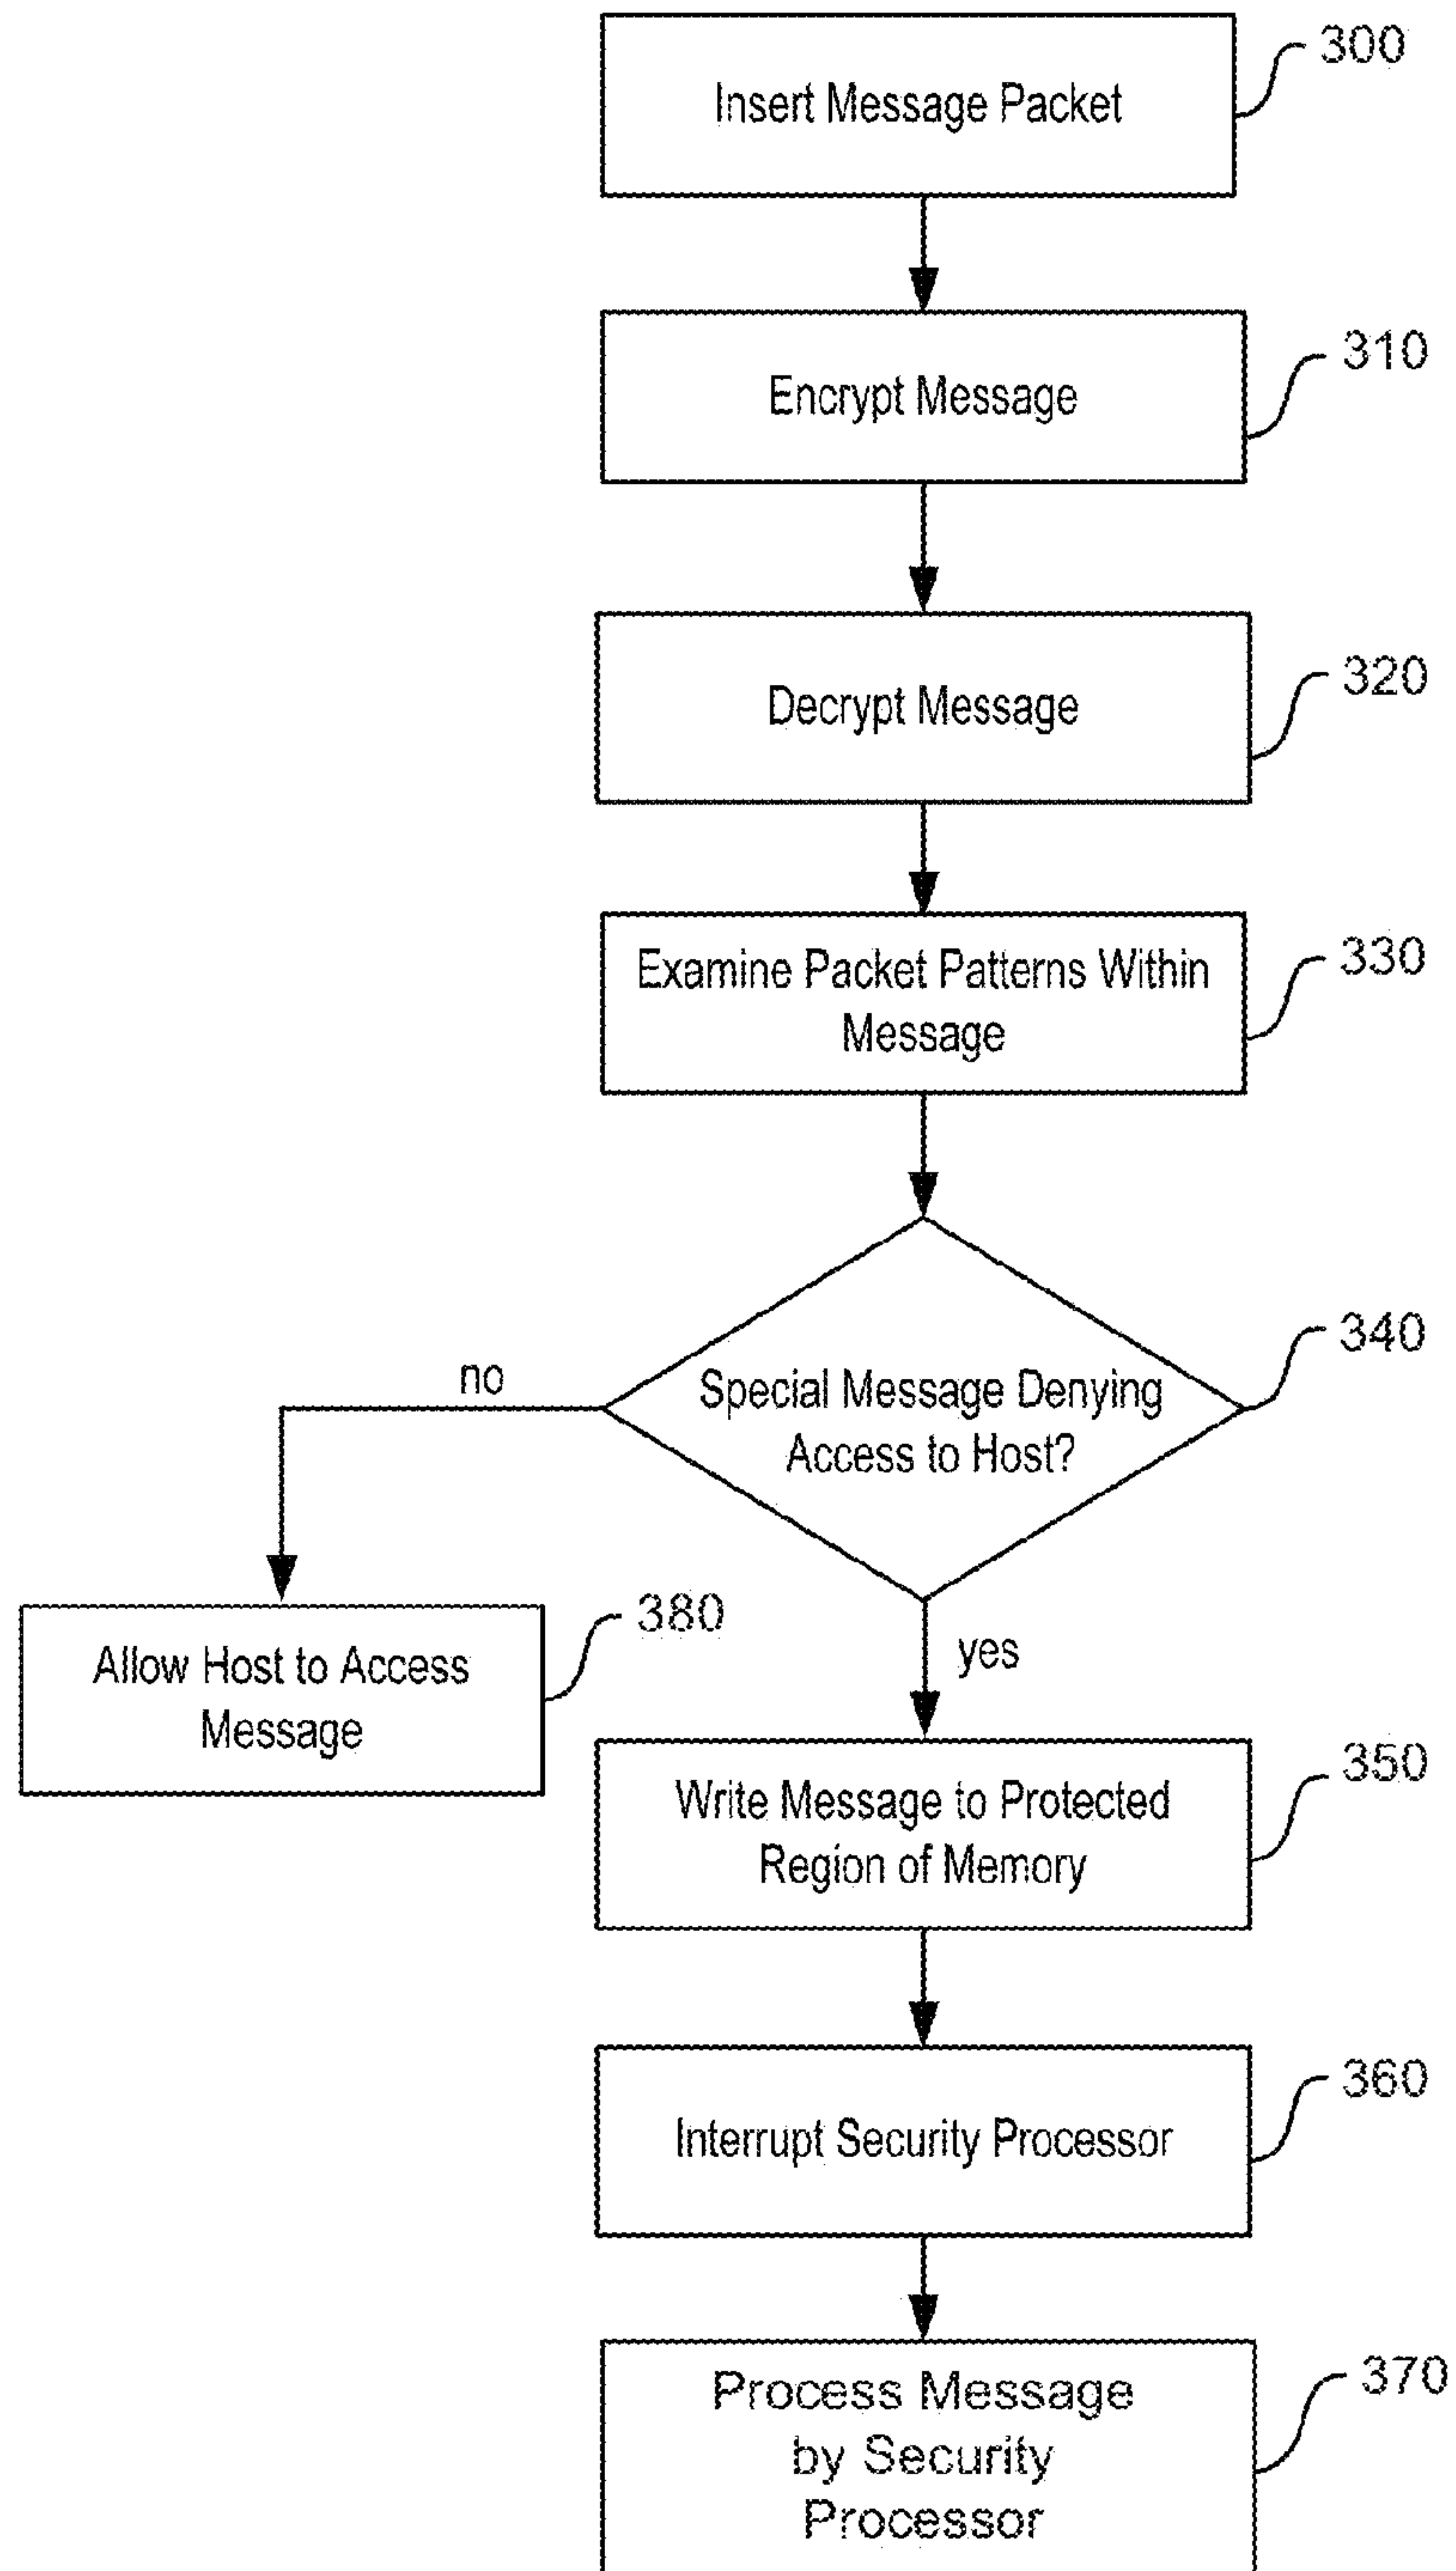 300
Insert Message Packet
310
Encrypt Message
320
Decrypt Message
330
Examine Packet Patterns Within
Message
340
Special Message Denying
Access to Host?
no
yes
380
Allow Host to Access
Message
350
Write Message to Protected
Region of Memory
360
Interrupt Security Processor
370
Process Message
by Security
Processor